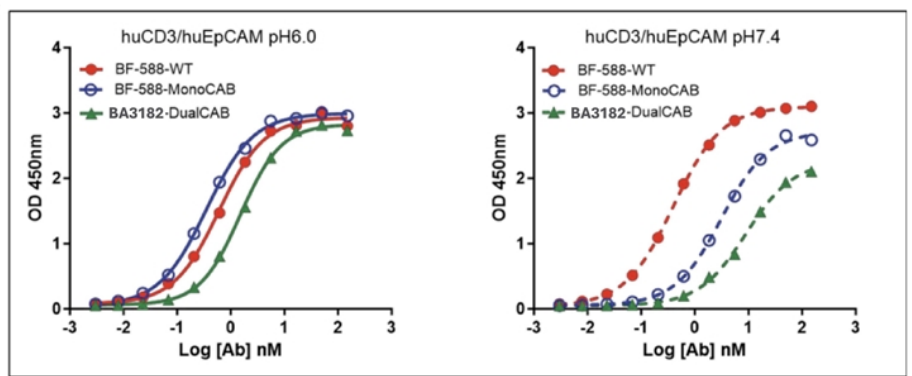 huCD3/huEpCAM pH6.0
4
3
2
1
0
OD 450nm
BF-588-WT
BF-588-MonoCAB
BA3182-DualCAB
-3 -2 -1 0 1 2 3
Log [Ab] nM
huCD3/huEpCAM pH7.4
4
3
2
1
0
OD 450nm
BF-588-WT
BF-588-MonoCAB
BA3182-DualCAB
-3 -2 -1 0 1 2 3
Log [Ab] nM